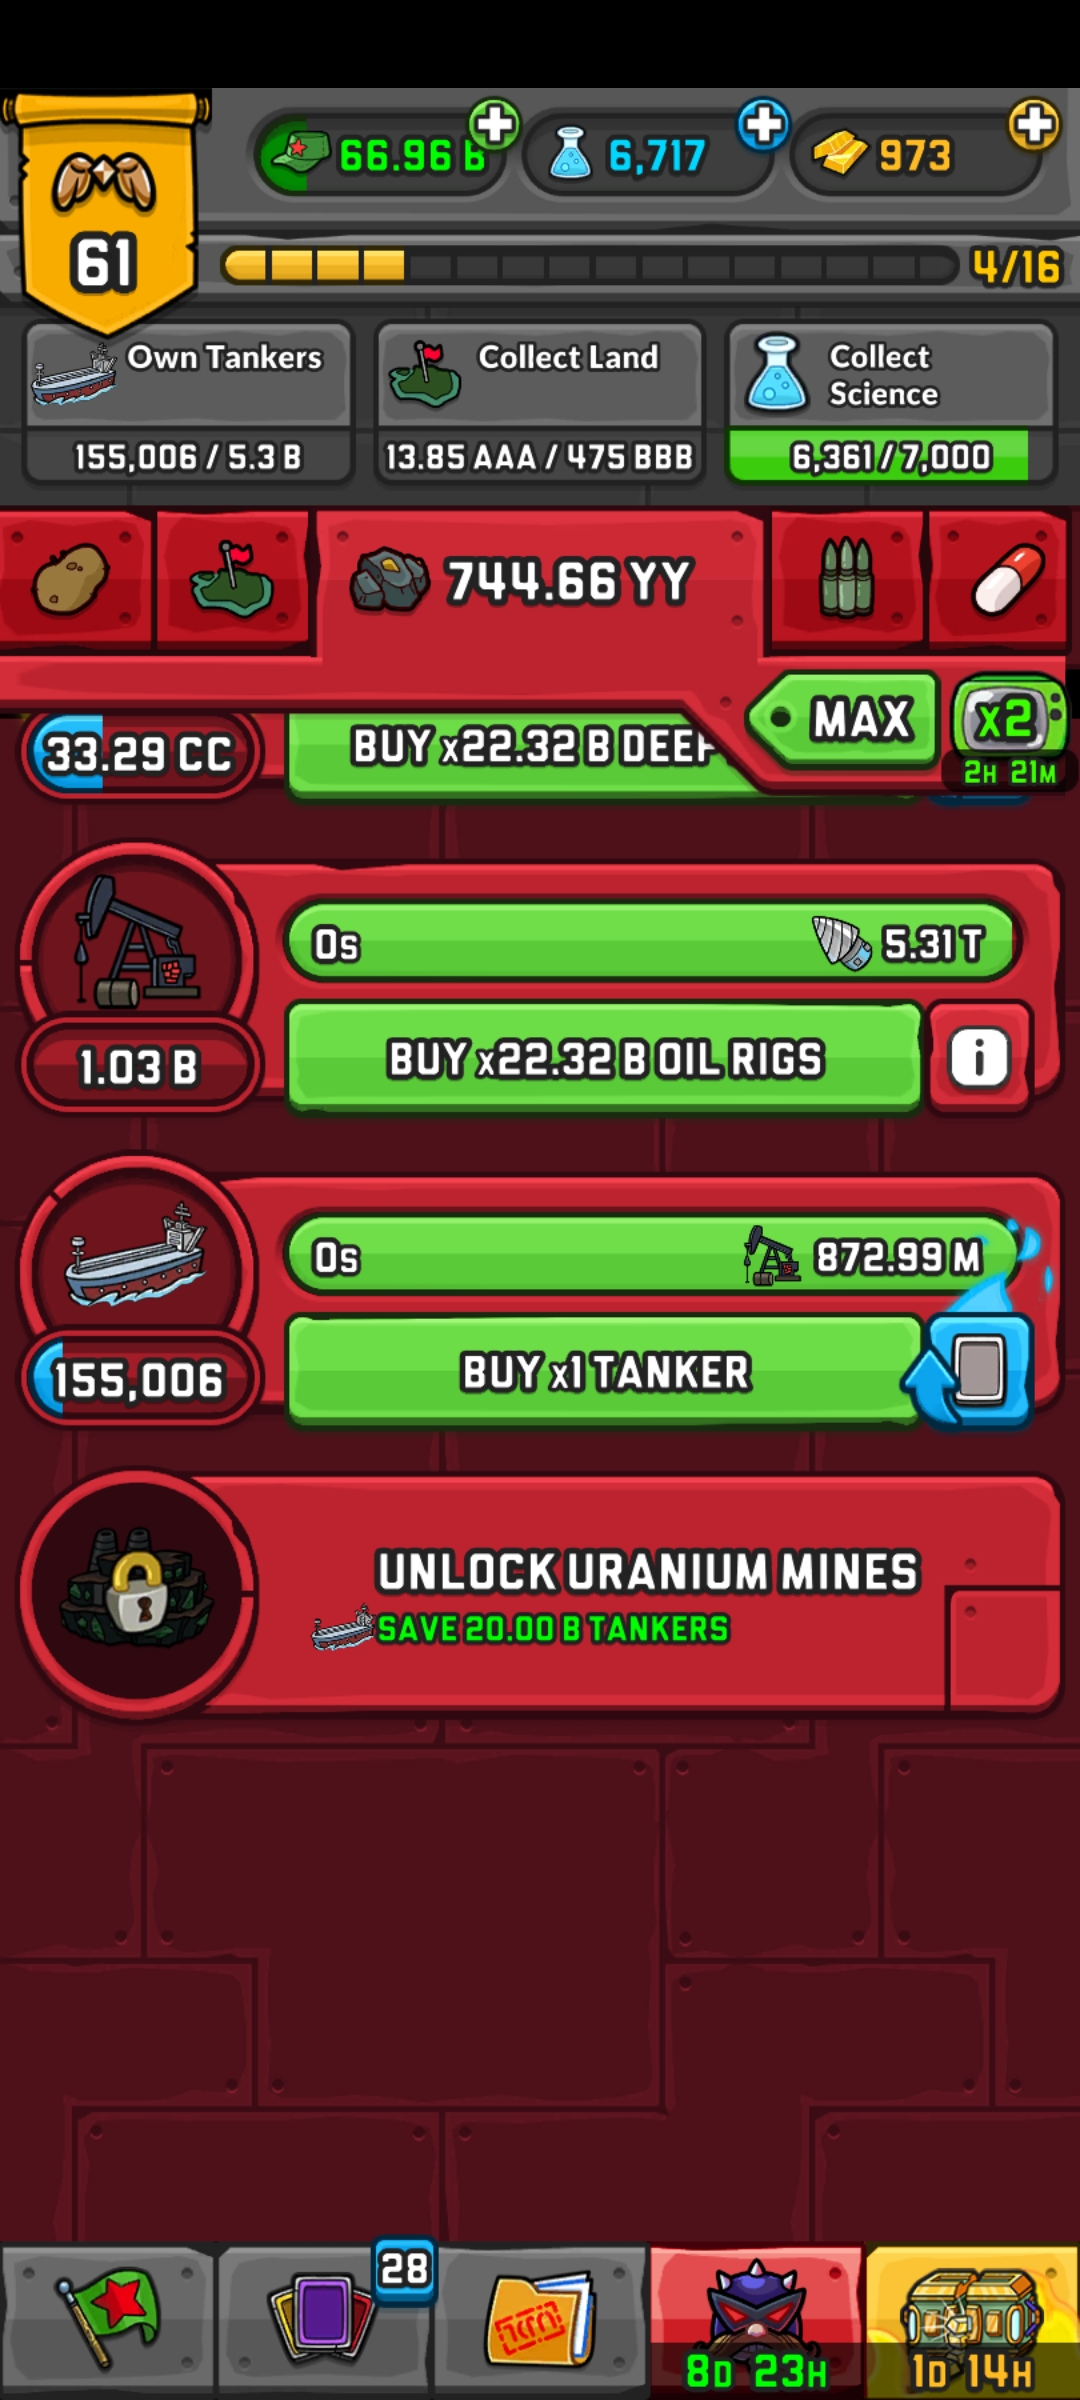 66.96 B
6,717
973
61
4/16
Own Tankers
155,006 / 5.3 B
Collect Land
13.85 AAA / 475 BBB
Collect
Science
6,361 / 7,000
744.66 YY
MAX
x2
2H 21M
33.29 CC
BUY x22.32 B DEEP
0s
5.31 T
1.03 B
BUY x22.32 B OIL RIGS
i
0s
872.99 M
155,006
BUY x1 TANKER
UNLOCK URANIUM MINES
SAVE 20.00 B TANKERS
28
8D 23H
1D 14H